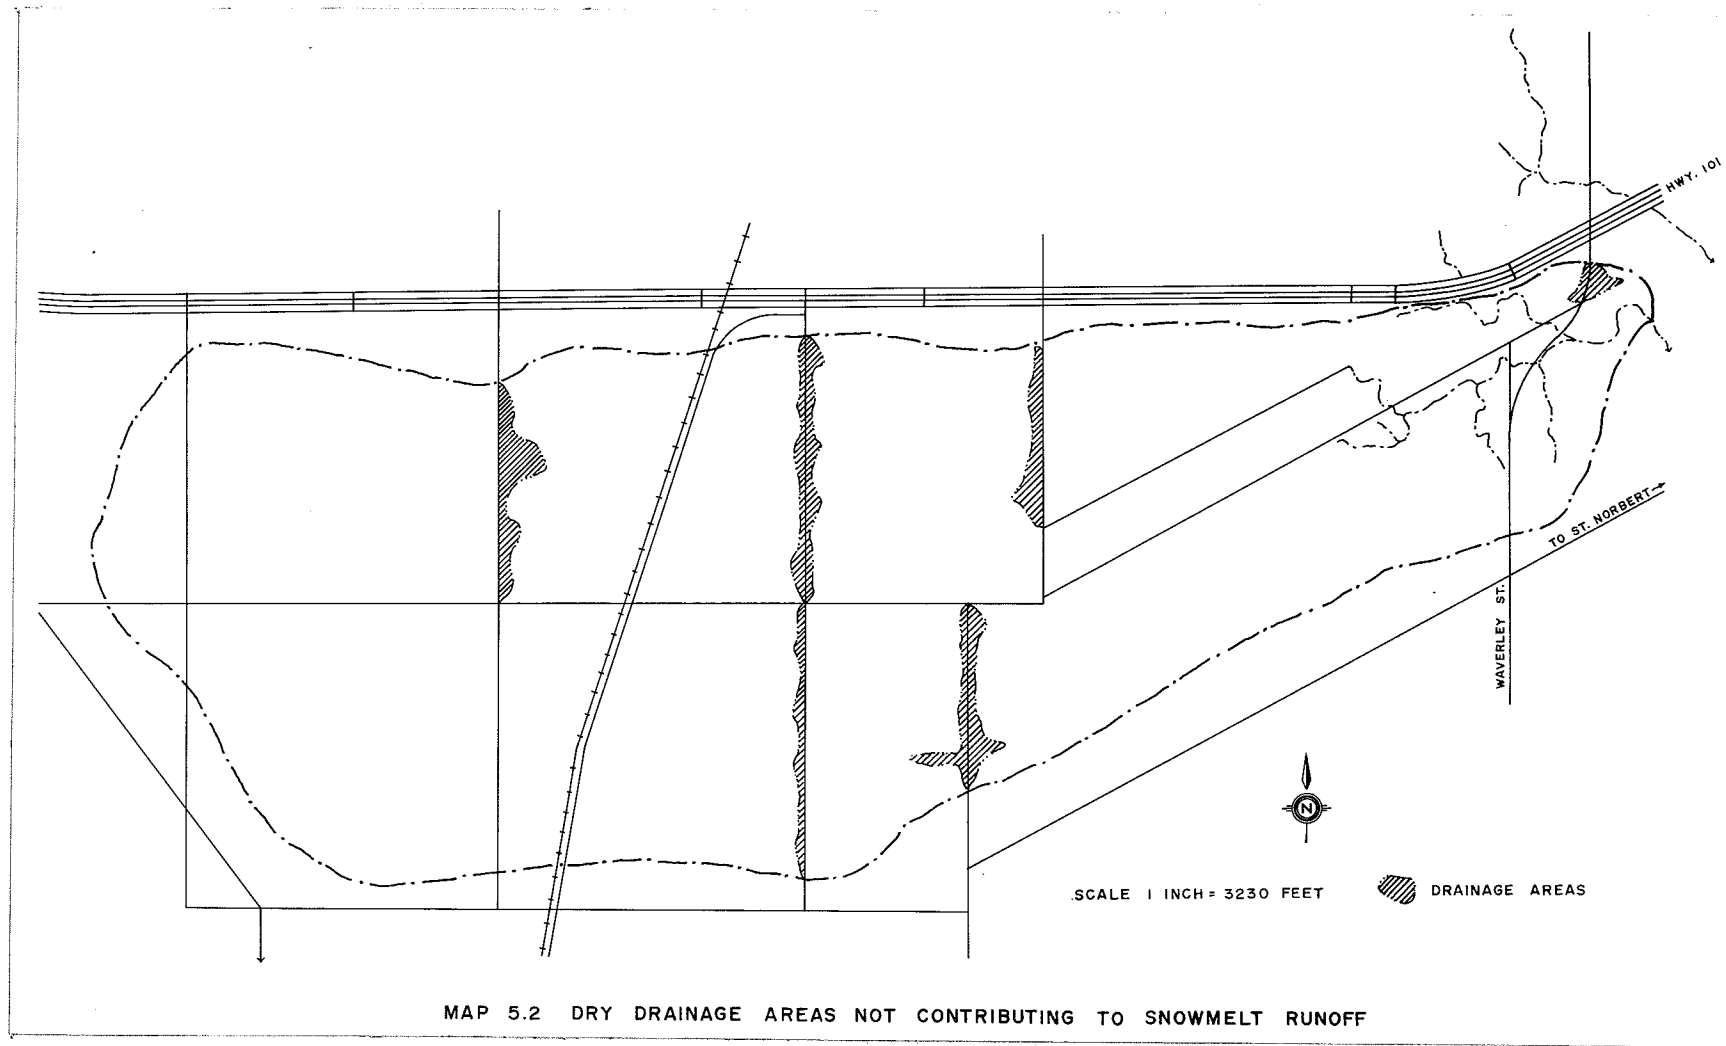 HWY. 101
TO ST. NORBERT
WAVERLEY ST.
N
SCALE 1 INCH = 3230 FEET
DRAINAGE AREAS
MAP 5.2 DRY DRAINAGE AREAS NOT CONTRIBUTING TO SNOWMELT RUNOFF